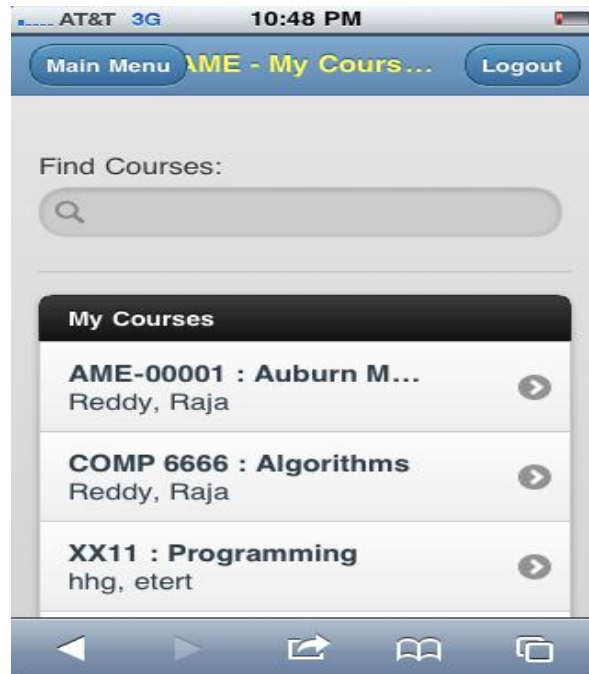 AT&T 3G 10:48 PM
Main Menu AME - My Cours... Logout
Find Courses:
My Courses
AME-00001 : Auburn M...
Reddy, Raja
COMP 6666 : Algorithms
Reddy, Raja
XX11 : Programming
hhg, etert